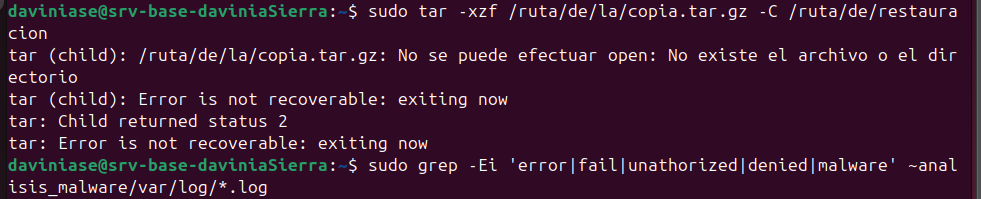 daviniase@srv-base-daviniaSierra:~$ sudo tar -xzf /ruta/de/la/copia.tar.gz -C /ruta/de/restaura
cion
tar (child): /ruta/de/la/copia.tar.gz: No se puede efectuar open: No existe el archivo o el dir
ectorio
tar (child): Error is not recoverable: exiting now
tar: Child returned status 2
tar: Error is not recoverable: exiting now
daviniase@srv-base-daviniaSierra:~$ sudo grep -Ei 'error|fail|unathorized|denied|malware' ~anal
isis_malware/var/log/*.log